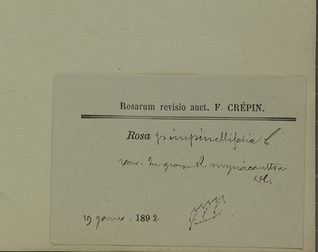 Rosarum revisio auct. F. CRÉPIN.
Rosa pimpinellifolia L
var. du groupe R. myriacantha
DC.
19 janv. 1892